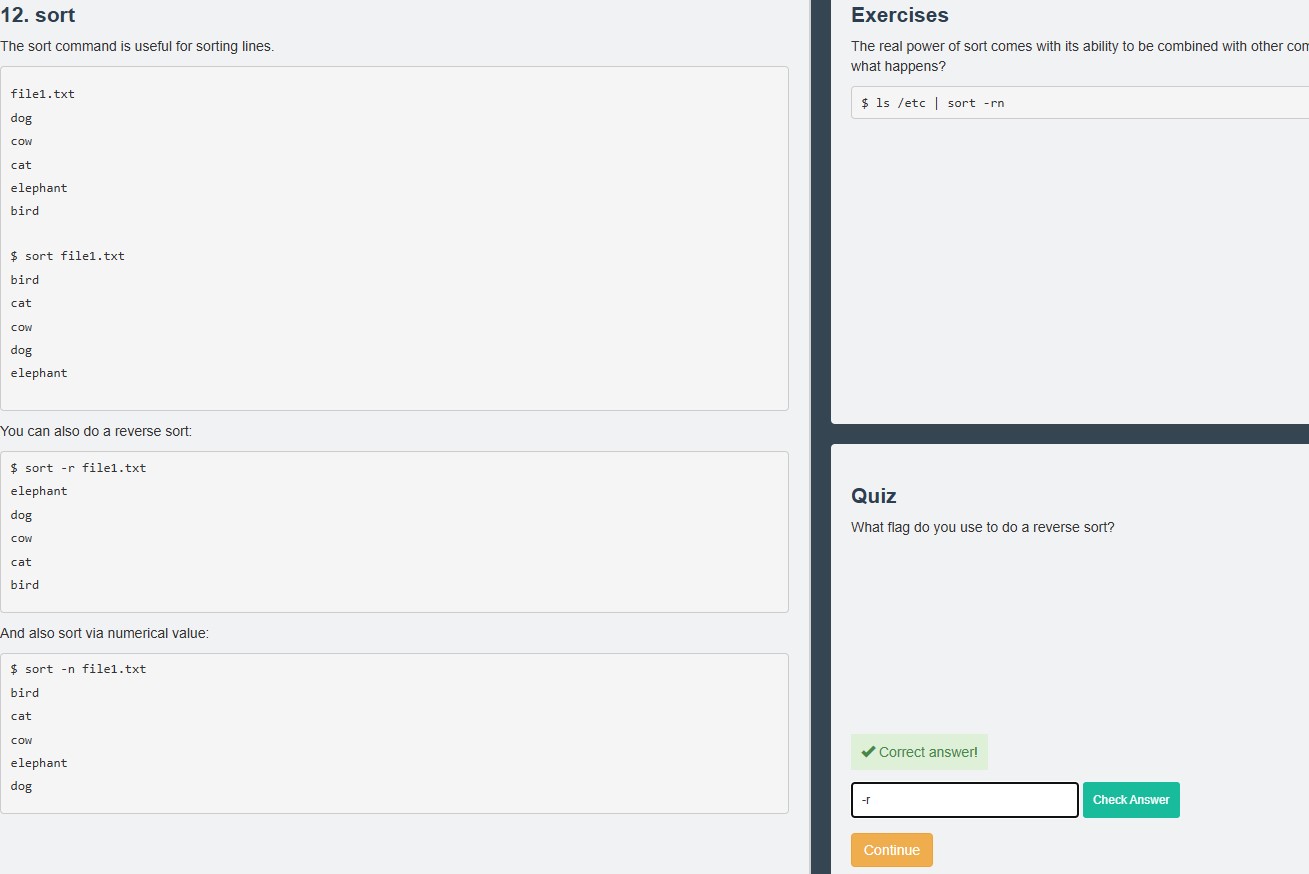 12. sort
The sort command is useful for sorting lines.
file1.txt
dog
cow
cat
elephant
bird
$ sort file1.txt
bird
cat
cow
dog
elephant
You can also do a reverse sort:
$ sort -r file1.txt
elephant
dog
cow
cat
bird
And also sort via numerical value:
$ sort -n file1.txt
bird
cat
cow
elephant
dog
Exercises
The real power of sort comes with its ability to be combined with other
what happens?
$ ls /etc | sort -rn
Quiz
What flag do you use to do a reverse sort?
✔ Correct answer!
-r
Check Answer
Continue